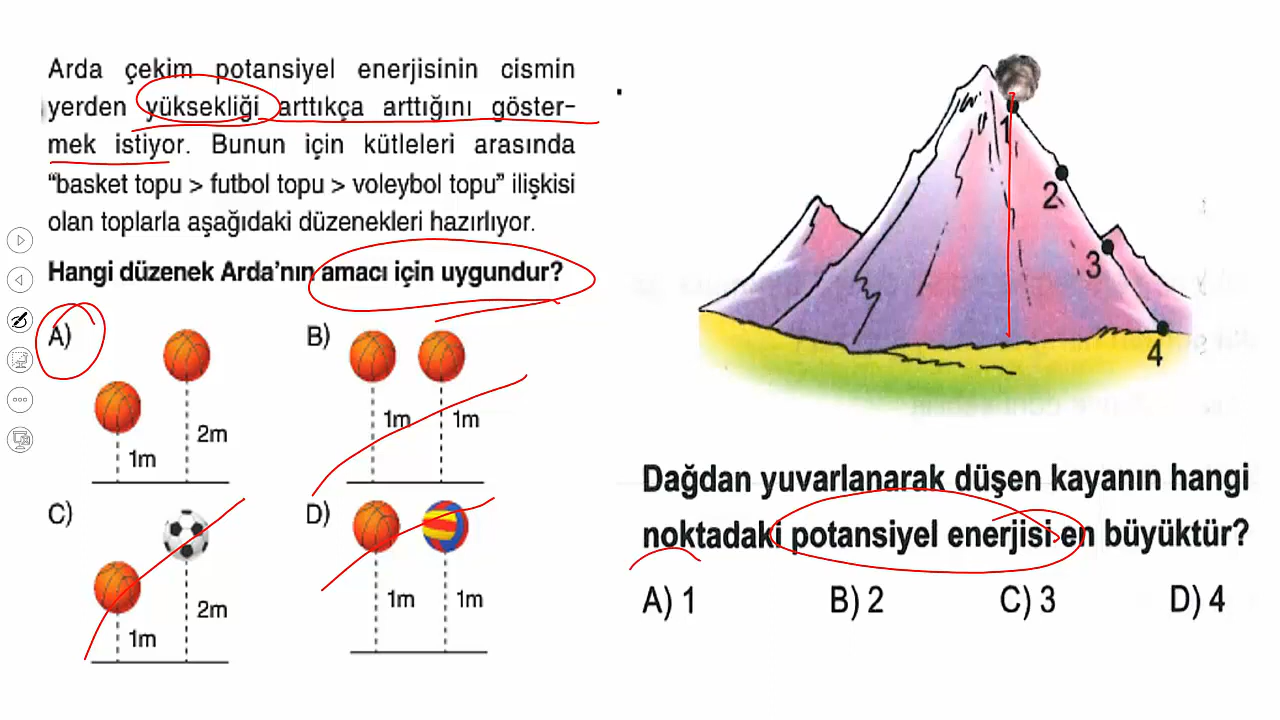 Arda çekim potansiyel enerjisinin cismin
yerden yüksekliği arttıkça arttığını göster-
mek istiyor. Bunun için kütleleri arasında
“basket topu > futbol topu > voleybol topu” ilişkisi
olan toplarla aşağıdaki düzenekleri hazırlıyor.
Hangi düzenek Arda’nın amacı için uygundur?
A)
1m
2m
B)
1m
1m
C)
1m
2m
D)
1m
1m
1
2
3
4
Dağdan yuvarlanarak düşen kayanın hangi
noktadaki potansiyel enerjisi en büyüktür?
A) 1 B) 2 C) 3 D) 4